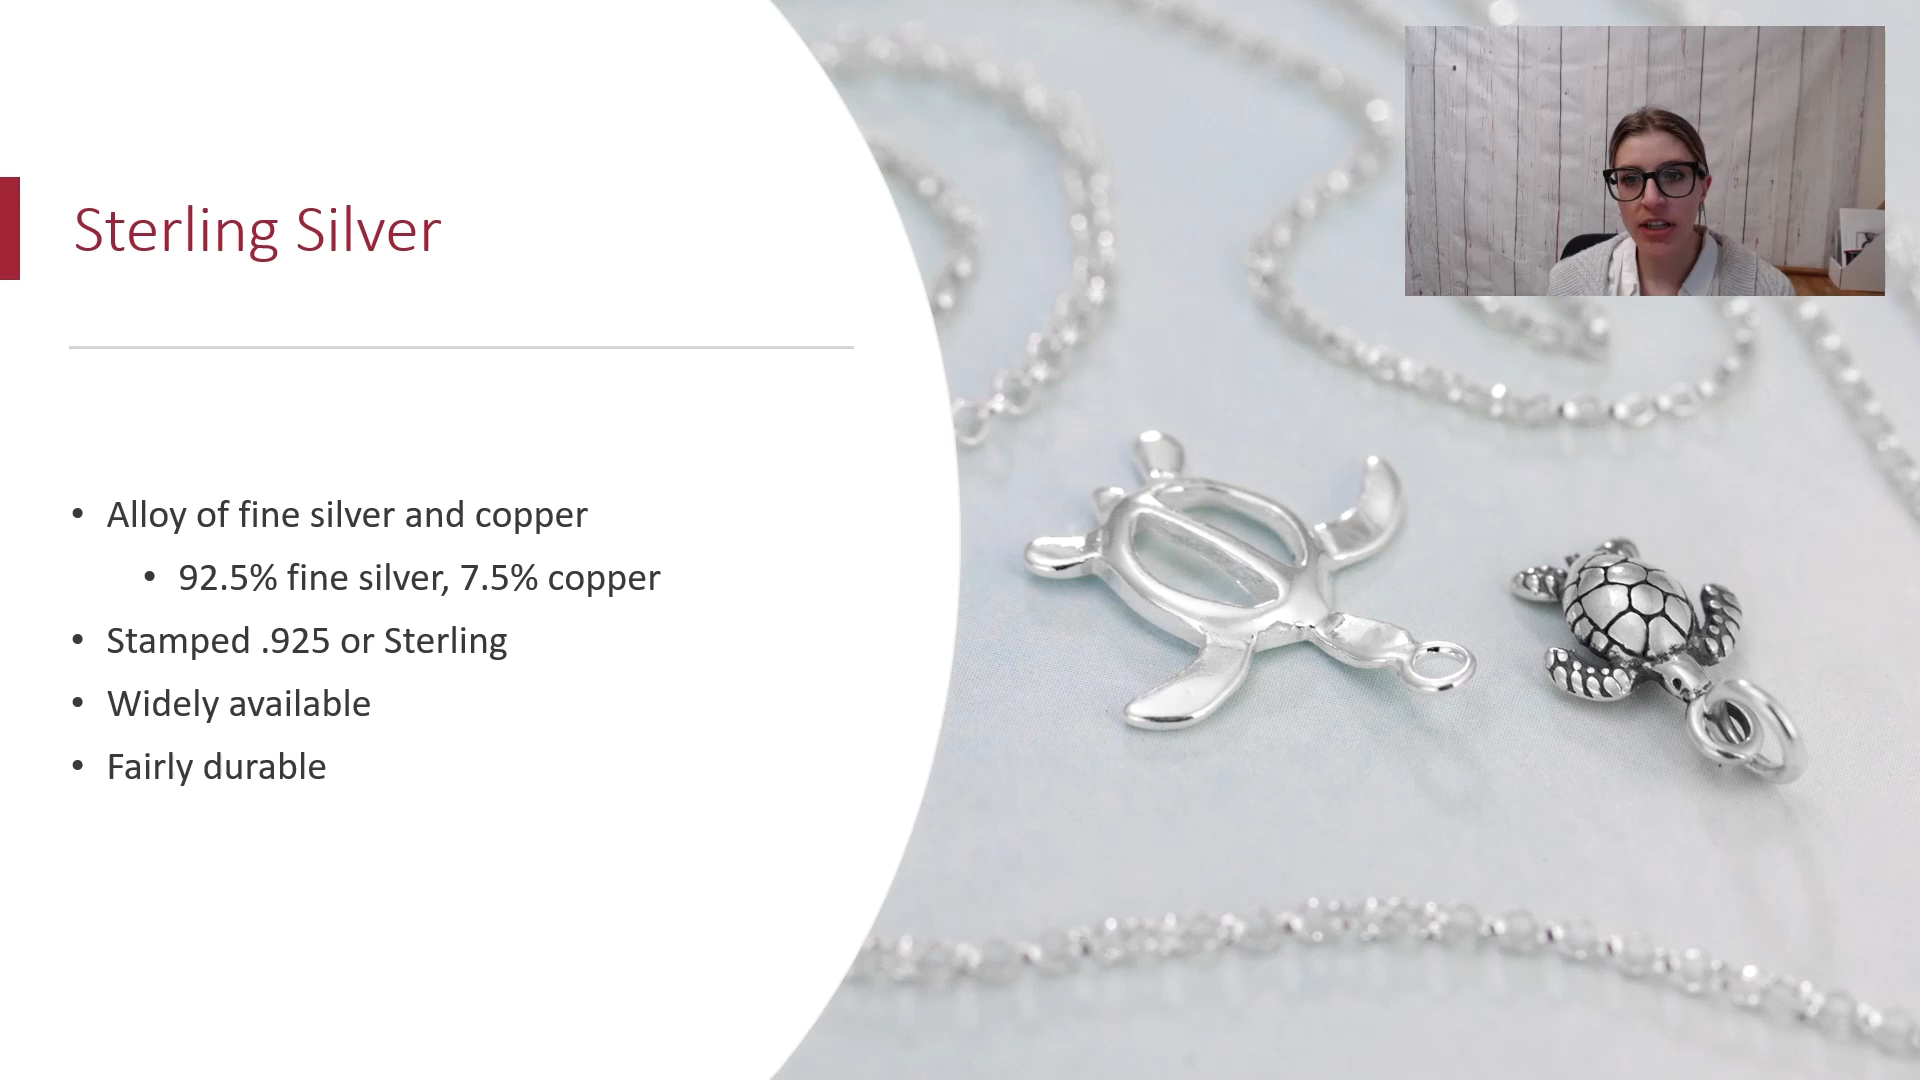 Sterling Silver
• Alloy of fine silver and copper
• 92.5% fine silver, 7.5% copper
• Stamped .925 or Sterling
• Widely available
• Fairly durable